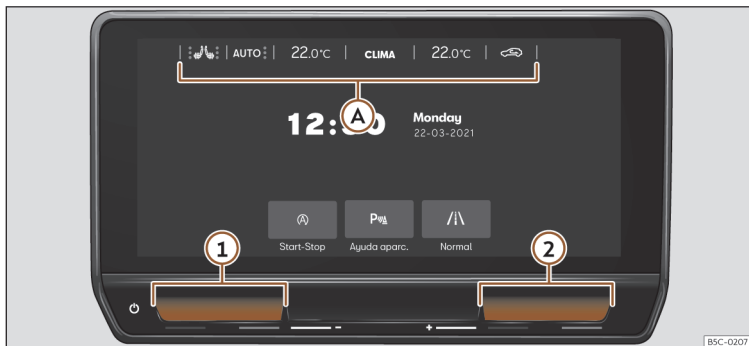 AUTO 22.0°C CLIMA 22.0°C
A
12: 0 Monday
22-03-2021
A P
Start-Stop Ayuda aparc. Normal
1 2
- +
B5C-0207